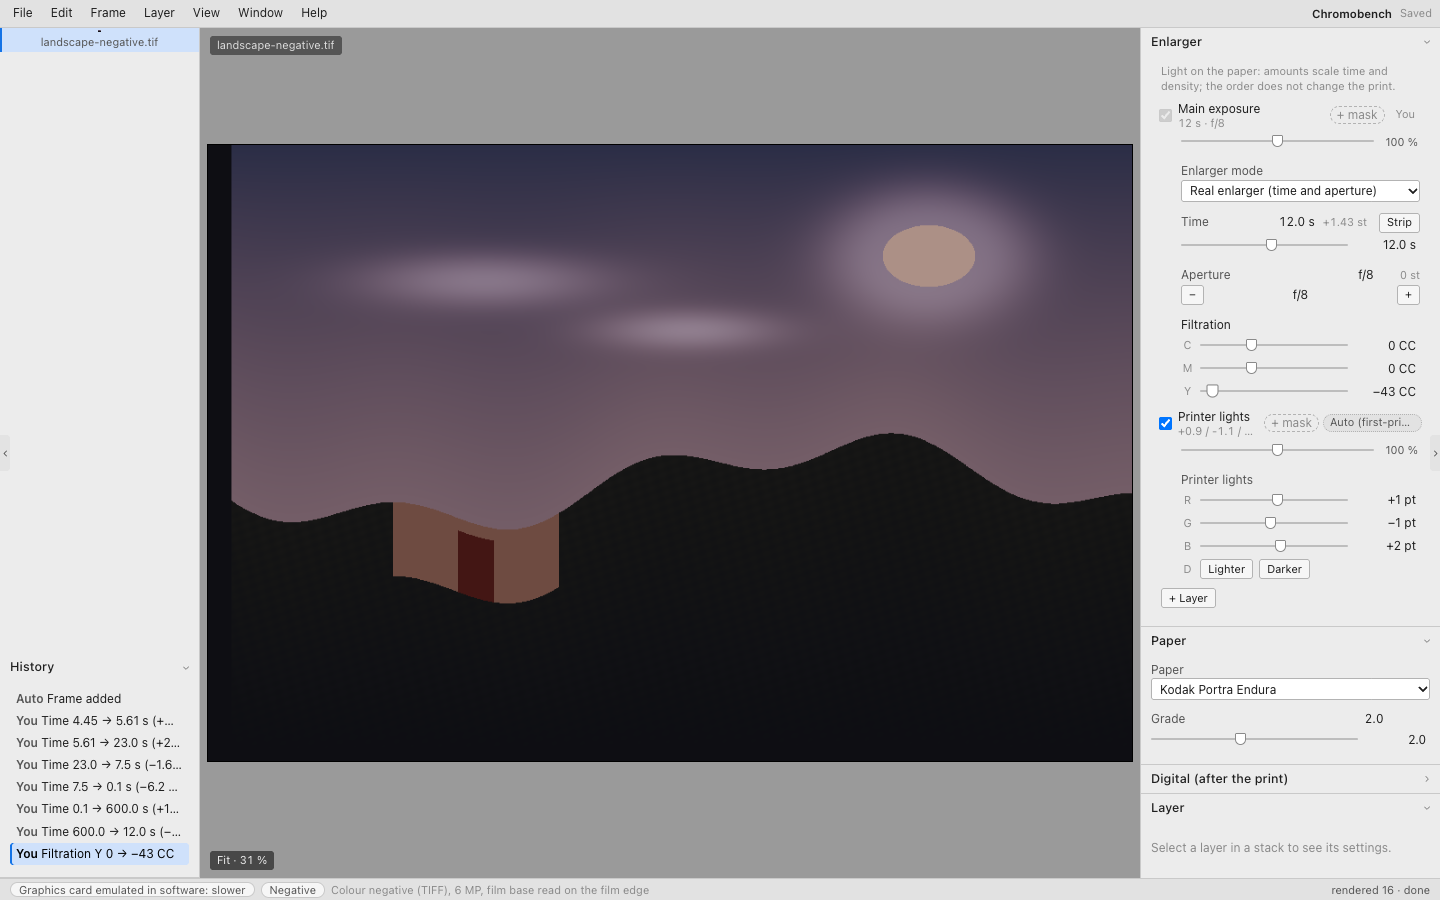 File Edit Frame Layer View Window Help
Chromobench Saved
landscape-negative.tif
History
Auto Frame added
You Time 4.45 → 5.61 s (+...
You Time 5.61 → 23.0 s (+2...
You Time 23.0 → 7.5 s (−1.6...
You Time 7.5 → 0.1 s (−6.2 ...
You Time 0.1 → 600.0 s (+1...
You Time 600.0 → 12.0 s (−...
You Filtration Y 0 → −43 CC
landscape-negative.tif
Fit · 31 %
Enlarger
Light on the paper: amounts scale time and
density; the order does not change the print.
Main exposure + mask You
12 s · f/8
100 %
Enlarger mode
Real enlarger (time and aperture)
Time 12.0 s +1.43 st Strip
12.0 s
Aperture f/8 0 st
− f/8 +
Filtration
C 0 CC
M 0 CC
Y −43 CC
Printer lights + mask Auto (first-pri...
+0.9 / -1.1 / ...
100 %
Printer lights
R +1 pt
G −1 pt
B +2 pt
D Lighter Darker
+ Layer
Paper
Paper
Kodak Portra Endura
Grade 2.0
2.0
Digital (after the print)
Layer
Select a layer in a stack to see its settings.
Graphics card emulated in software: slower Negative Colour negative (TIFF), 6 MP, film base read on the film edge rendered 16 · done